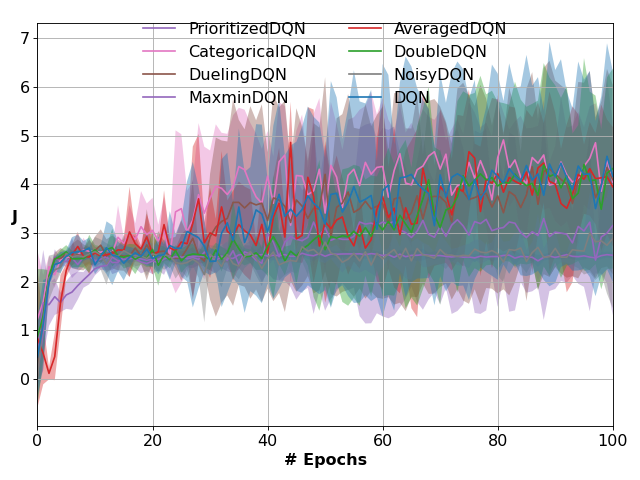 7
PrioritizedDQN
AveragedDQN
CategoricalDQN
DoubleDQN
6
DuelingDQN
NoisyDQN
MaxminDQN
DQN
5
4
J
3
2
1
0
0
20
40
60
80
100
# Epochs